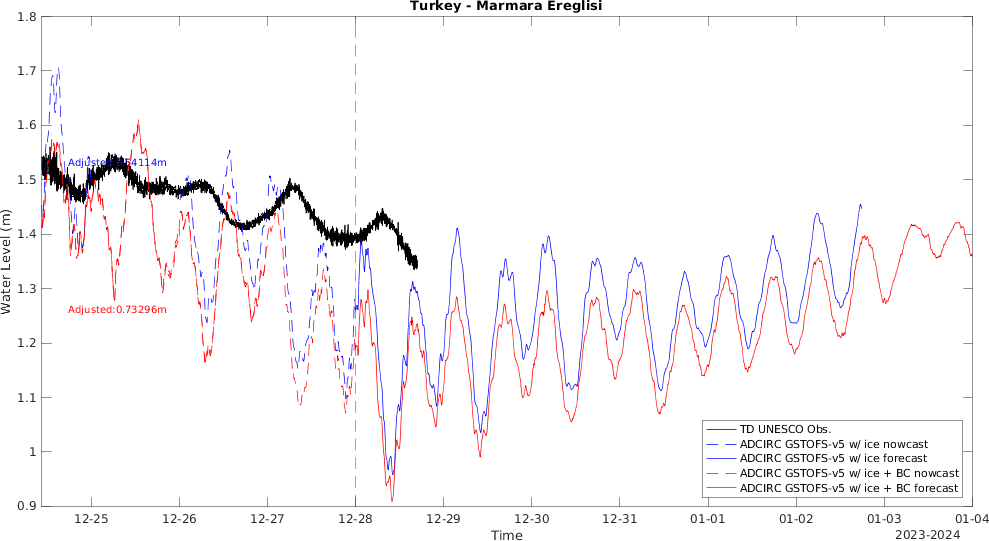 Turkey - Marmara Ereglisi
Water Level (m)
1.8
1.7
1.6
1.5
1.4
1.3
1.2
1.1
1
0.9
Adjusted: 54114m
Adjusted:0.73296m
TD UNESCO Obs.
ADCIRC GSTOFS-v5 w/ ice nowcast
ADCIRC GSTOFS-v5 w/ ice forecast
ADCIRC GSTOFS-v5 w/ ice + BC nowcast
ADCIRC GSTOFS-v5 w/ ice + BC forecast
12-25 12-26 12-27 12-28 12-29 12-30 12-31 01-01 01-02 01-03 01-04
Time
2023-2024